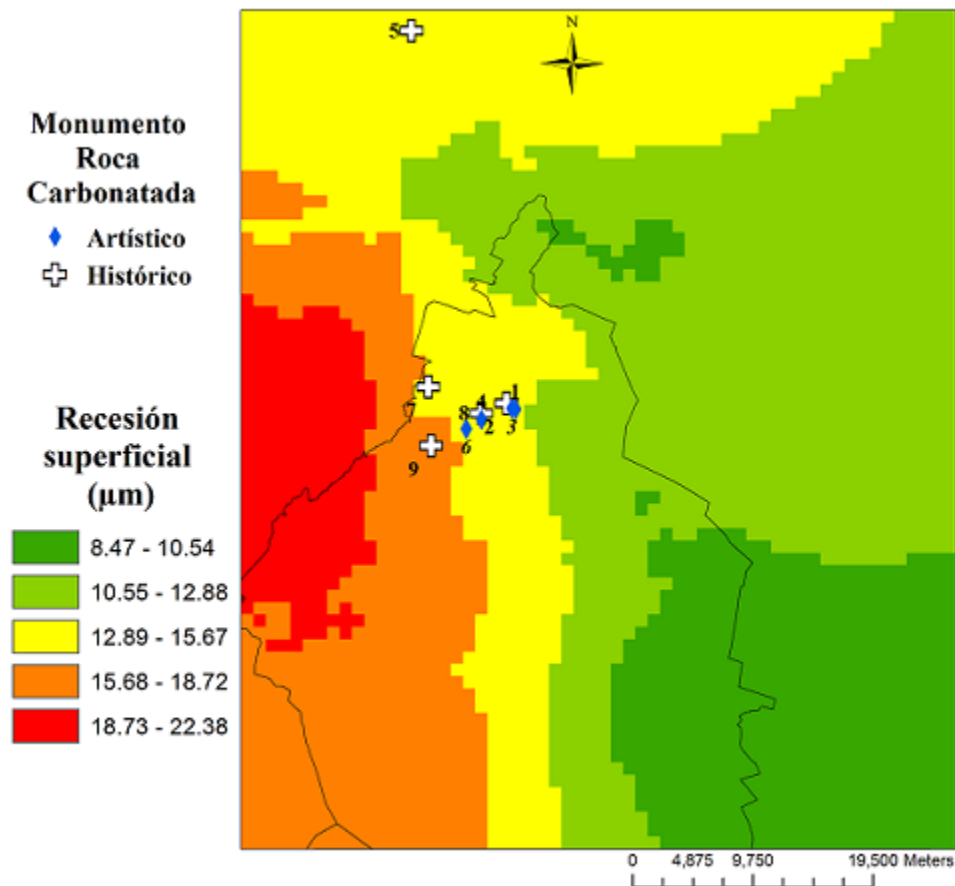 5
N
Monumento
Roca
Carbonatada
Artístico
Histórico
7
4
1
8
2
3
6
9
Recesión
superficial
(µm)
8.47 - 10.54
10.55 - 12.88
12.89 - 15.67
15.68 - 18.72
18.73 - 22.38
0 4,875 9,750 19,500 Meters